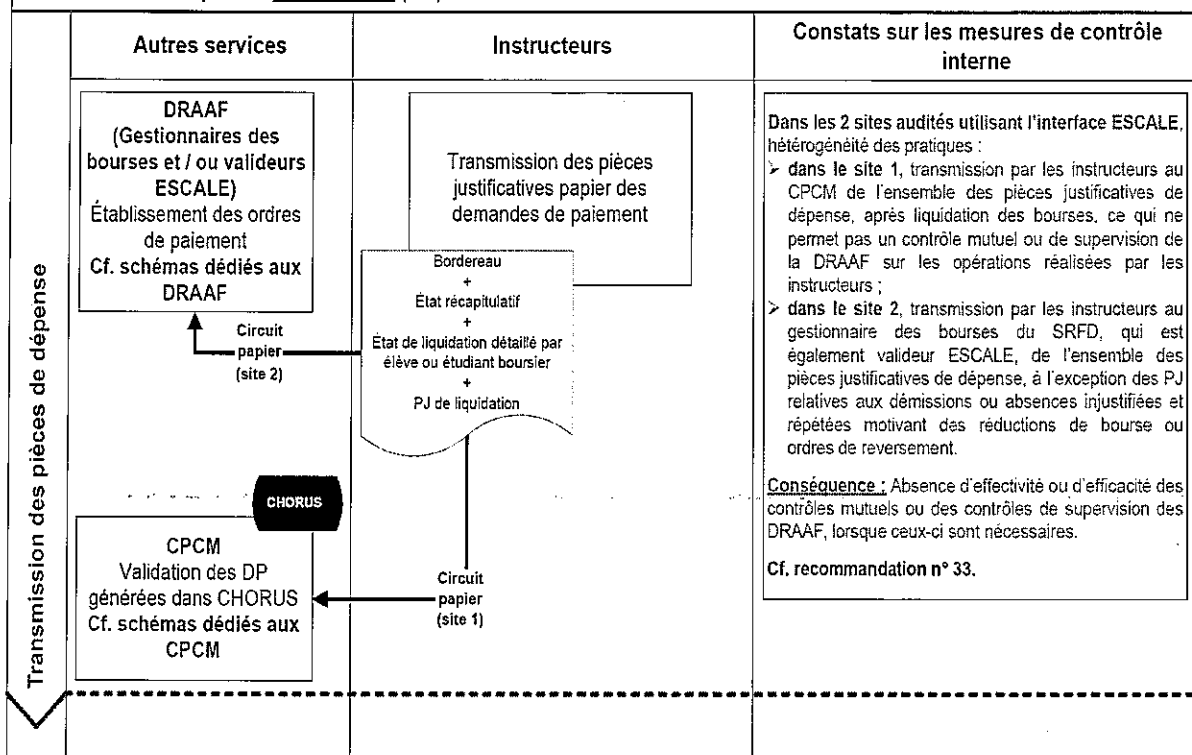 Autres services
Instructeurs
Constats sur les mesures de contrôle
interne
Transmission des pièces de dépense
DRAAF
(Gestionnaires des
bourses et / ou valideurs
ESCALE)
Établissement des ordres
de paiement
Cf. schémas dédiés aux
DRAAF
Transmission des pièces
justificatives papier des
demandes de paiement
Bordereau
+
État récapitulatif
+
État de liquidation détaillé par
élève ou étudiant boursier
+
PJ de liquidation
Circuit
papier
(site 2)
CHORUS
CPCM
Validation des DP
générées dans CHORUS
Cf. schémas dédiés aux
CPCM
Circuit
papier
(site 1)
Dans les 2 sites audités utilisant l'interface ESCALE,
hétérogénéité des pratiques :
➢ dans le site 1, transmission par les instructeurs au
CPCM de l'ensemble des pièces justificatives de
dépense, après liquidation des bourses, ce qui ne
permet pas un contrôle mutuel ou de supervision de
la DRAAF sur les opérations réalisées par les
instructeurs ;
➢ dans le site 2, transmission par les instructeurs au
gestionnaire des bourses du SRFD, qui est
également valideur ESCALE, de l'ensemble des
pièces justificatives de dépense, à l'exception des PJ
relatives aux démissions ou absences injustifiées et
répétées motivant des réductions de bourse ou
ordres de reversement.
Conséquence : Absence d'effectivité ou d'efficacité des
contrôles mutuels ou des contrôles de supervision des
DRAAF, lorsque ceux-ci sont nécessaires.
Cf. recommandation n° 33.